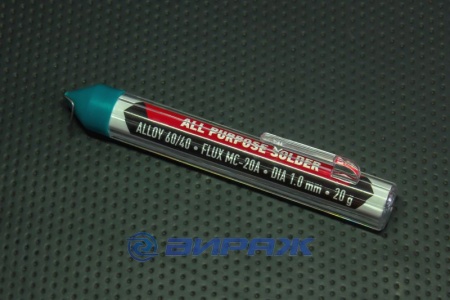 ALL PURPOSE SOLDER
ALLOY 60/40 • FLUX MC-20A • DIA 1.0 mm • 20 g
ВИРАЖ